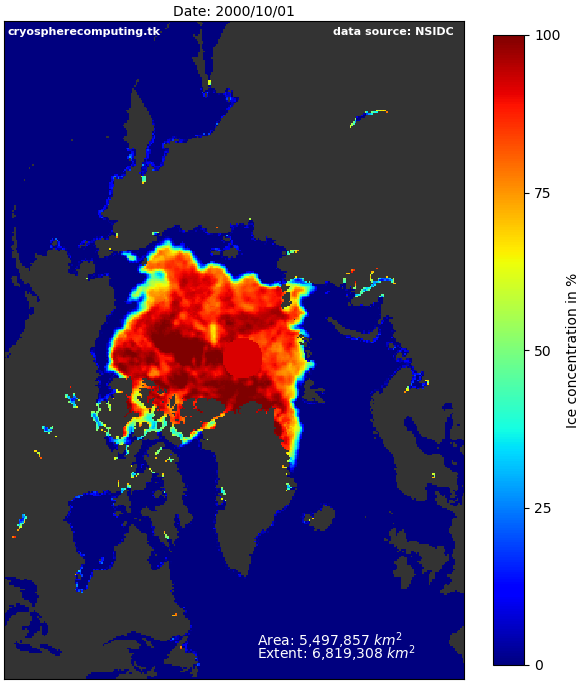 Date: 2000/10/01
cryospherecomputing.tk
data source: NSIDC
100
75
50
25
0
Ice concentration in %
Area: 5,497,857 km²
Extent: 6,819,308 km²